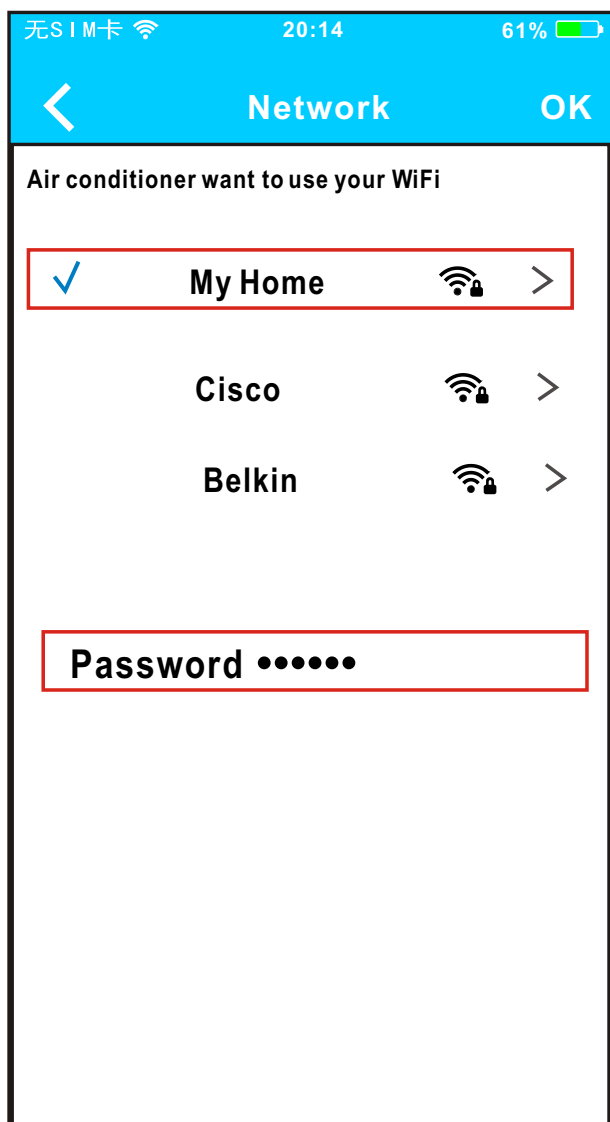 无SIM卡 20:14 61%
Network OK
Air conditioner want to use your WiFi
My Home
Cisco
Belkin
Password ••••••